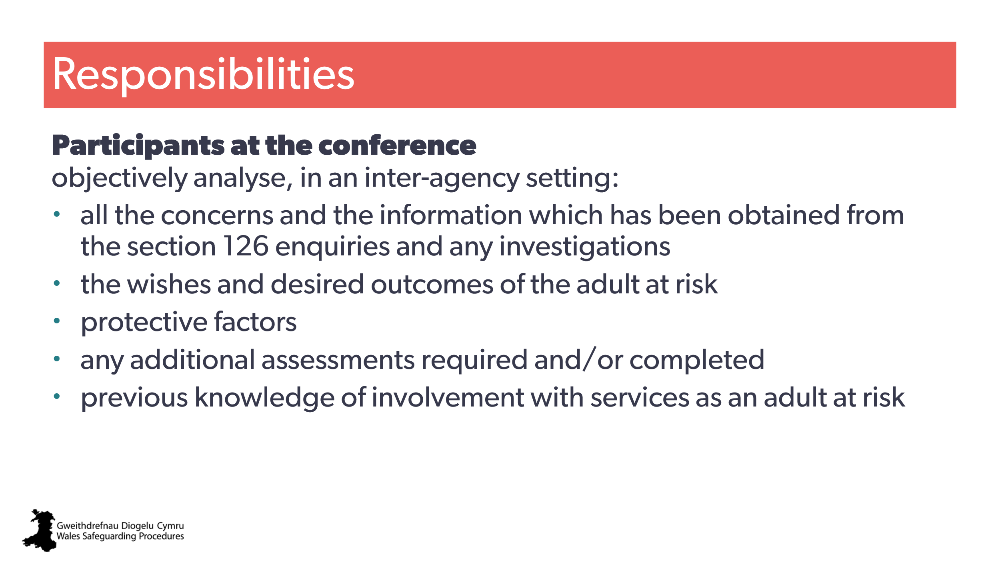 Responsibilities
Participants at the conference
objectively analyse, in an inter-agency setting:
• all the concerns and the information which has been obtained from
the section 126 enquiries and any investigations
• the wishes and desired outcomes of the adult at risk
• protective factors
• any additional assessments required and/or completed
• previous knowledge of involvement with services as an adult at risk
Gweithdrefnau Diogelu Cymru
Wales Safeguarding Procedures